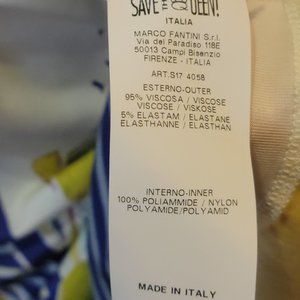 SAVE THE QUEEN!
ITALIA
MARCO FANTINI S.r.l.
Via del Paradiso 118E
50013 Campi Bisenzio
FIRENZE - ITALIA
ART.S17 4058
ESTERNO-OUTER
95% VISCOSA / VISCOSE
VISCOSE / VISKOSE
5% ELASTAM / ELASTANE
ELASTHANNE / ELASTHAN
INTERNO-INNER
100% POLIAMMIDE / NYLON
POLYAMIDE/POLYAMID
MADE IN ITALY